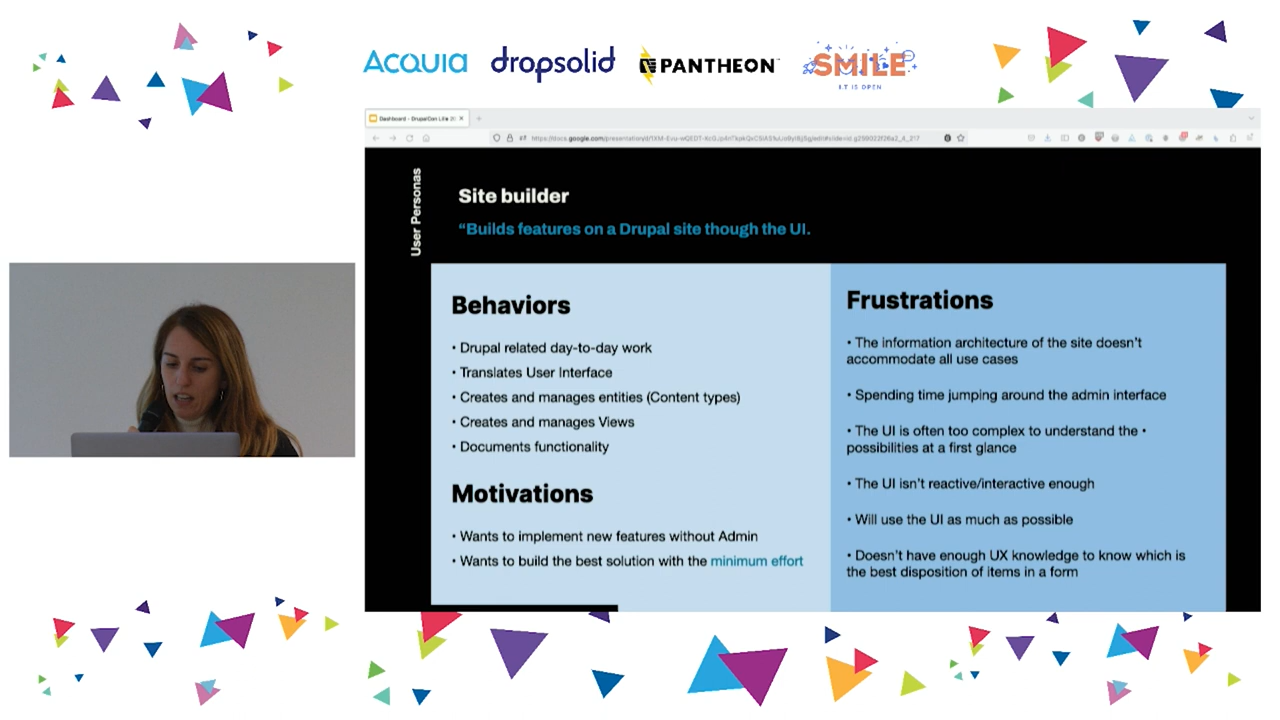 Acquia
dropsolid
PANTHEON
SMILE
I.T IS OPEN
User Personas
Site builder
“Builds features on a Drupal site though the UI.
Behaviors
• Drupal related day-to-day work
• Translates User Interface
• Creates and manages entities (Content types)
• Creates and manages Views
• Documents functionality
Motivations
• Wants to implement new features without Admin
• Wants to build the best solution with the minimum effort
Frustrations
• The information architecture of the site doesn’t
accommodate all use cases
• Spending time jumping around the admin interface
• The UI is often too complex to understand the •
possibilities at a first glance
• The UI isn’t reactive/interactive enough
• Will use the UI as much as possible
• Doesn’t have enough UX knowledge to know which is
the best disposition of items in a form